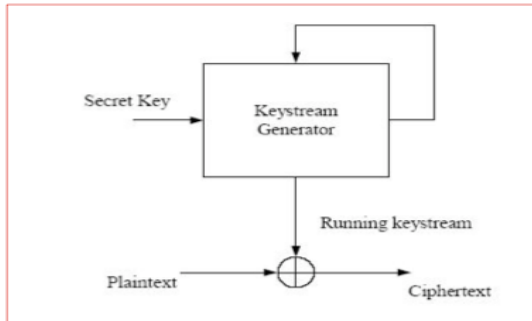 Secret Key
Keystream
Generator
Running keystream
Plaintext
Ciphertext